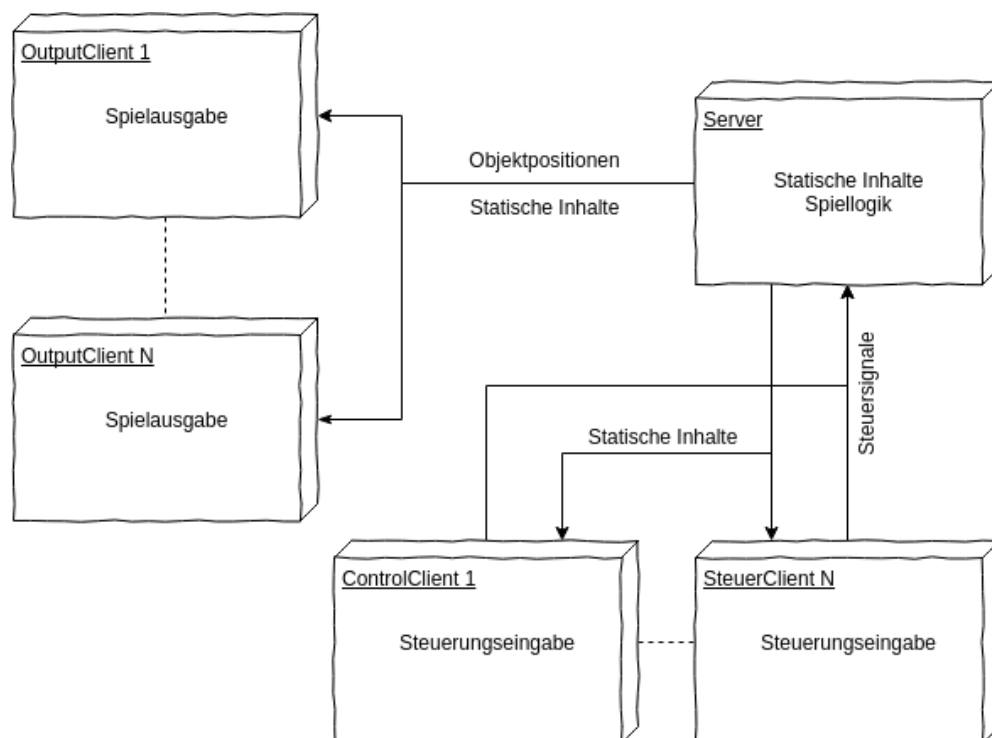 OutputClient 1
Spielausgabe
Server
Statische Inhalte
Spiellogik
Objektpositionen
Statische Inhalte
OutputClient N
Spielausgabe
Steuersignale
Statische Inhalte
ControlClient 1
Steuerungseingabe
SteuerClient N
Steuerungseingabe